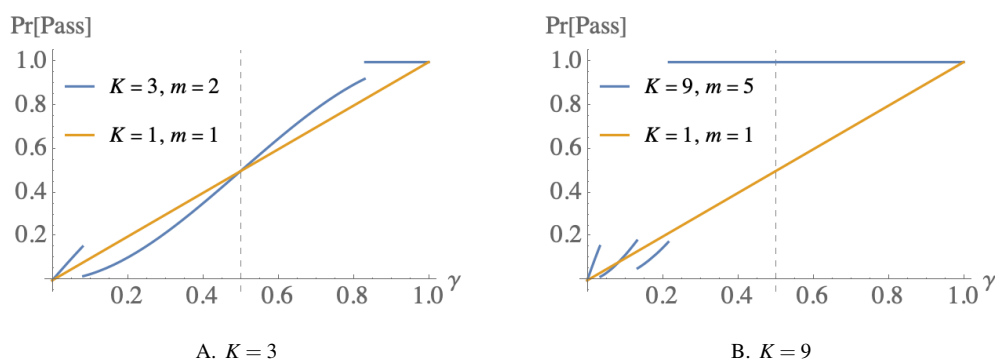 Pr[Pass]
1.0
0.8
0.6
0.4
0.2
K = 3, m = 2
K = 1, m = 1
0.2 0.4 0.6 0.8 1.0 γ
A. K = 3
Pr[Pass]
1.0
0.8
0.6
0.4
0.2
K = 9, m = 5
K = 1, m = 1
0.2 0.4 0.6 0.8 1.0 γ
B. K = 9